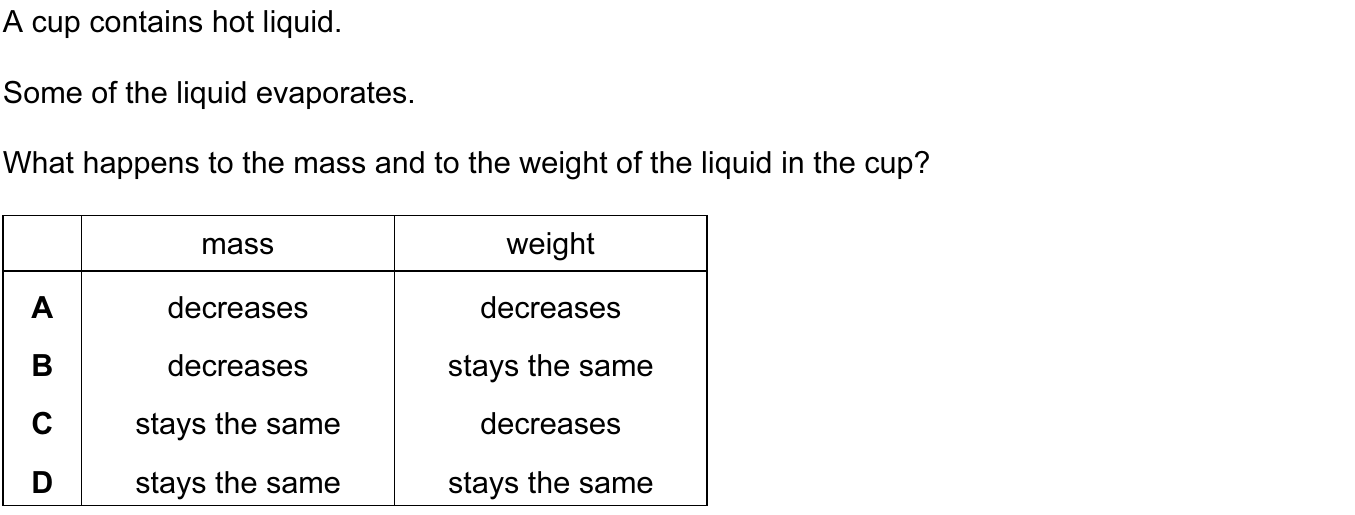 A cup contains hot liquid.
Some of the liquid evaporates.
What happens to the mass and to the weight of the liquid in the cup?
mass weight
A decreases decreases
B decreases stays the same
C stays the same decreases
D stays the same stays the same